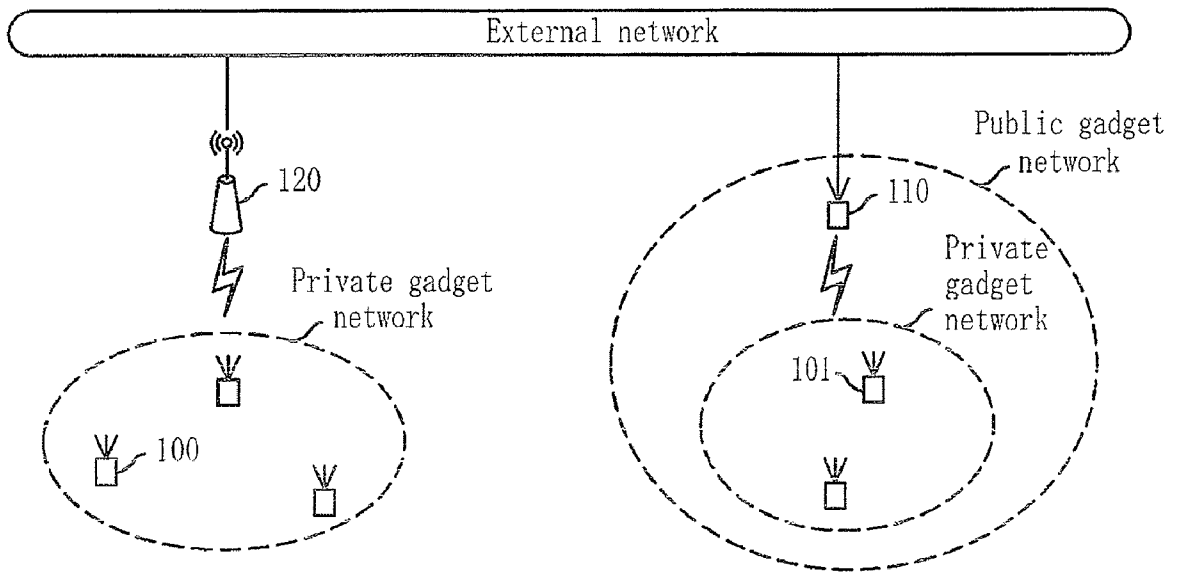 External network
Public gadget
network
120
110
Private gadget
network
Private
gadget
network
101
100